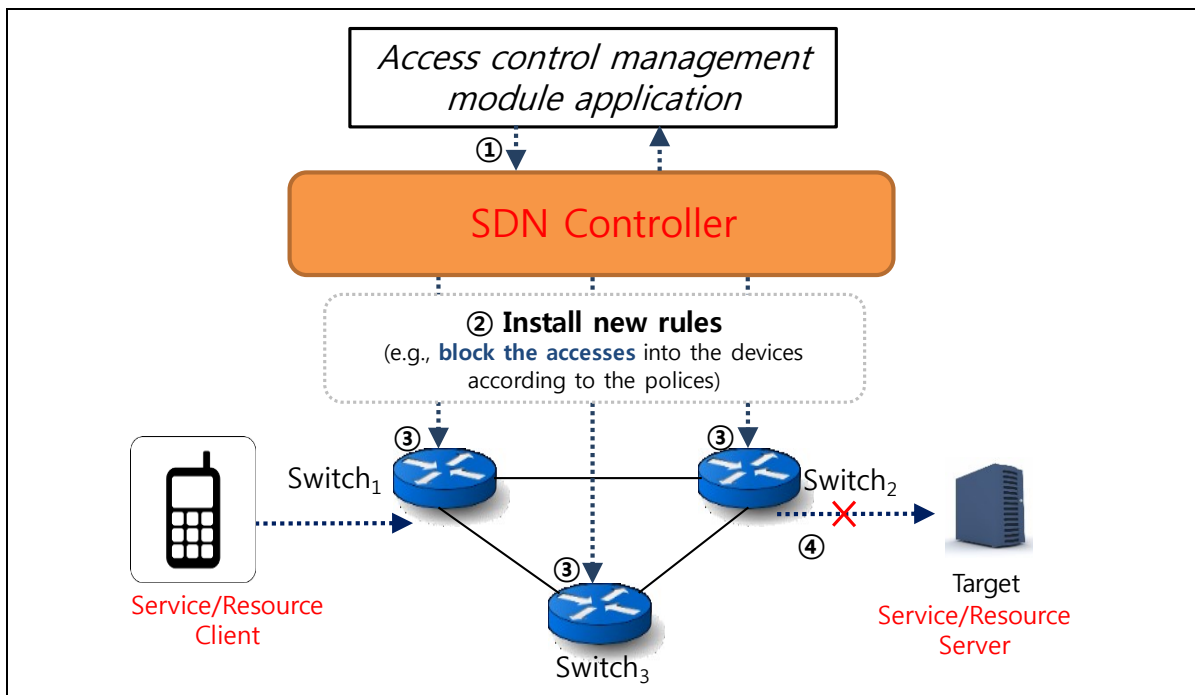 Access control management
module application
①
SDN Controller
② Install new rules
(e.g., block the accesses into the devices
according to the polices)
③
③
Switch₁
Switch₂
④
③
Service/Resource
Client
Target
Service/Resource
Server
Switch₃